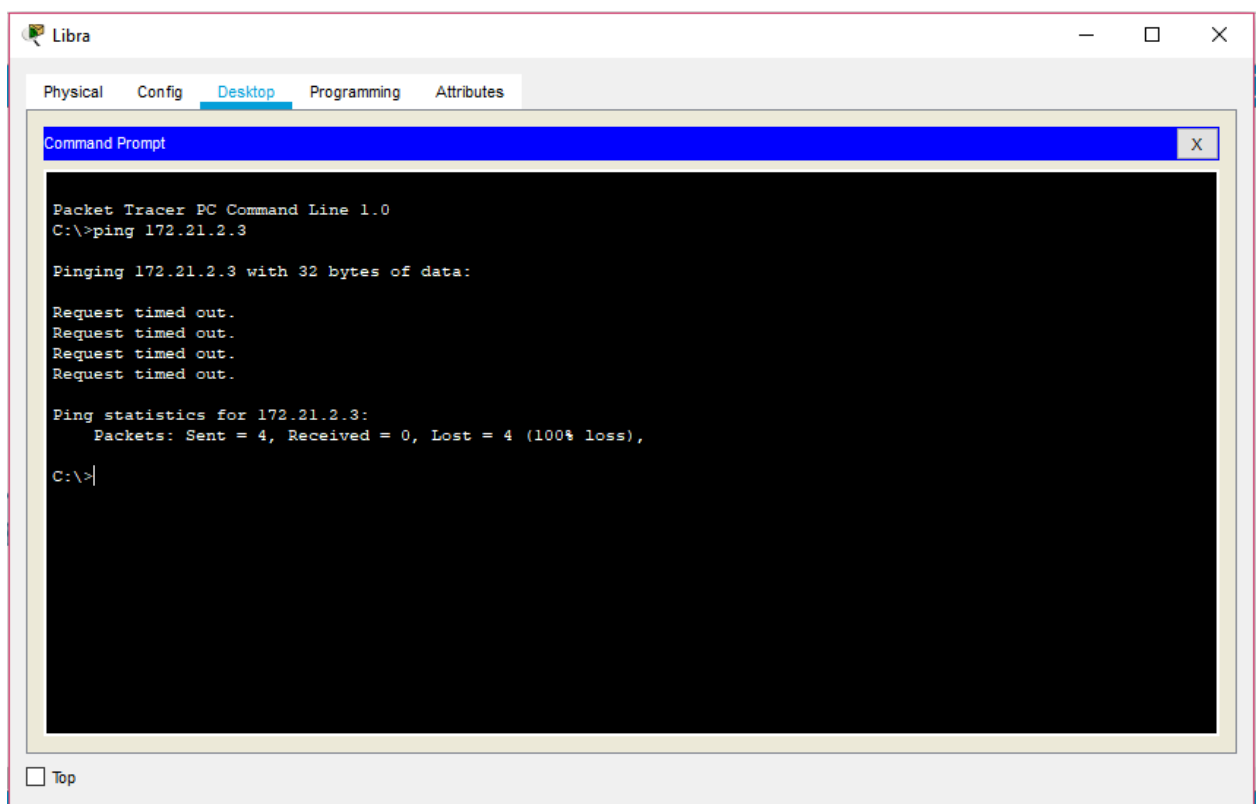 Libra
Physical Config Desktop Programming Attributes
Command Prompt
X
Packet Tracer PC Command Line 1.0
C:\>ping 172.21.2.3
Pinging 172.21.2.3 with 32 bytes of data:
Request timed out.
Request timed out.
Request timed out.
Request timed out.
Ping statistics for 172.21.2.3:
    Packets: Sent = 4, Received = 0, Lost = 4 (100% loss),
C:\>
Top